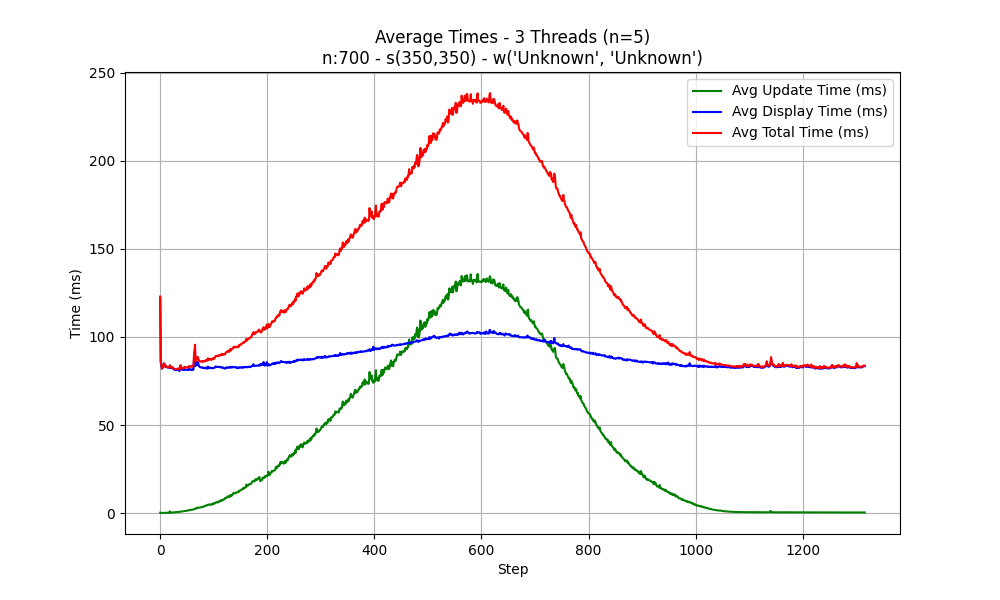 Average Times - 3 Threads (n=5)
n:700 - s(350,350) - w('Unknown', 'Unknown')
Avg Update Time (ms)
Avg Display Time (ms)
Avg Total Time (ms)
Time (ms)
250
200
150
100
50
0
0 200 400 600 800 1000 1200
Step